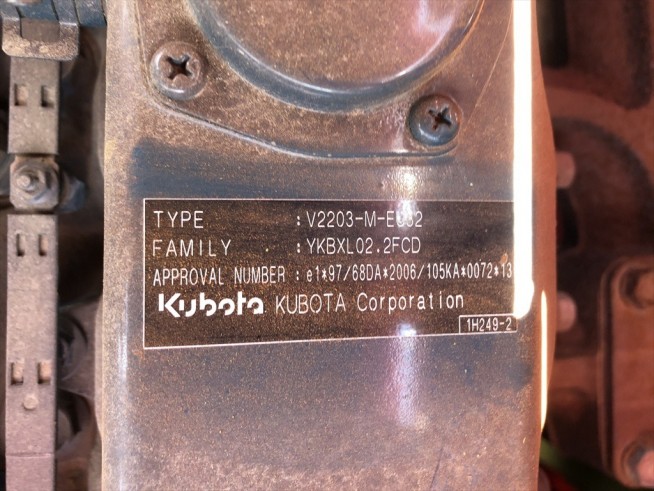 TYPE : V2203-M-EU32
FAMILY : YKBXL02.2FCD
APPROVAL NUMBER : e1*97/68DA*2006/105KA*0072*13
Kubota KUBOTA Corporation
1H249-2